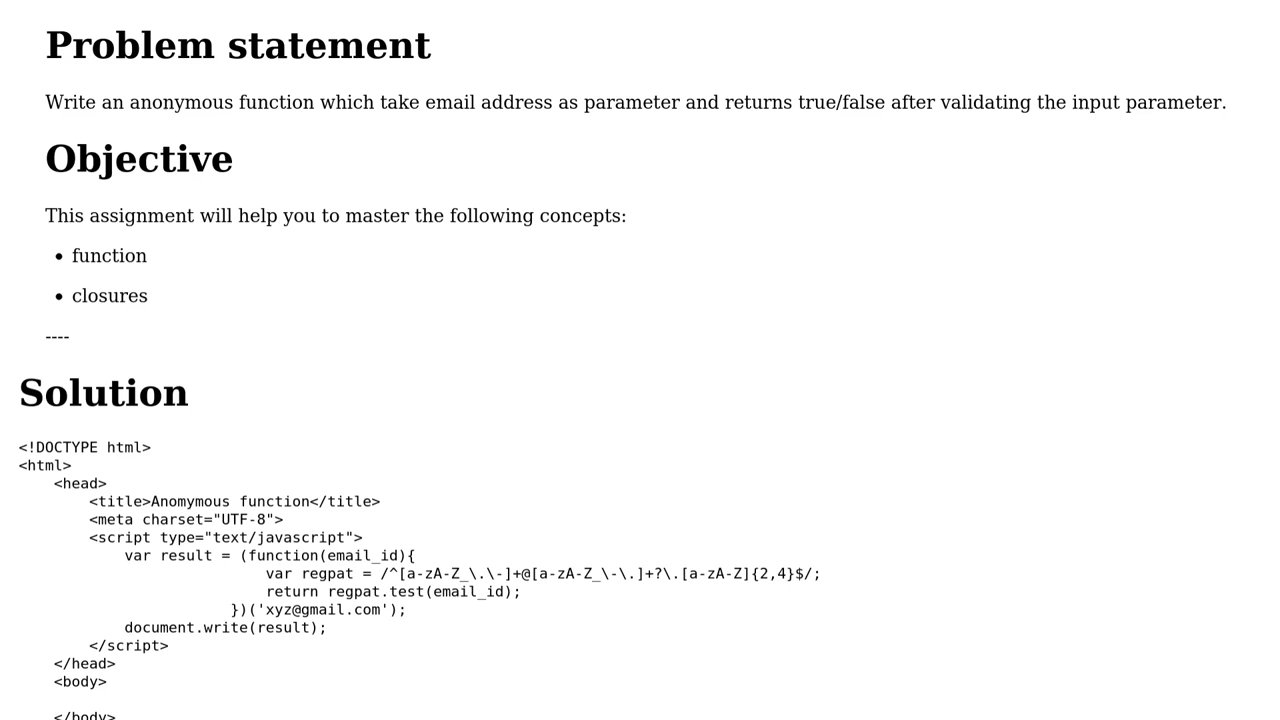 Problem statement
Write an anonymous function which take email address as parameter and returns true/false after validating the input parameter.
Objective
This assignment will help you to master the following concepts:
• function
• closures
----
Solution
<!DOCTYPE html>
<html>
    <head>
        <title>Anomymous function</title>
        <meta charset="UTF-8">
        <script type="text/javascript">
            var result = (function(email_id){
                            var regpat = /^[a-zA-Z_\.\-]+@[a-zA-Z_\-\.]+?\.[a-zA-Z]{2,4}$/;
                            return regpat.test(email_id);
                        })('xyz@gmail.com');
            document.write(result);
        </script>
    </head>
    <body>
    </body>